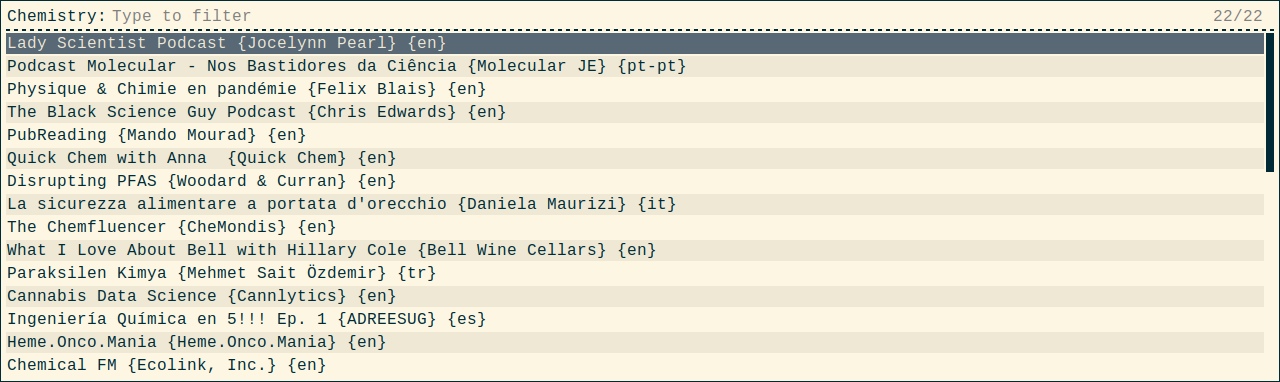 Chemistry: Type to filter 22/22
Lady Scientist Podcast {Jocelynn Pearl} {en}
Podcast Molecular - Nos Bastidores da Ciência {Molecular JE} {pt-pt}
Physique & Chimie en pandémie {Felix Blais} {en}
The Black Science Guy Podcast {Chris Edwards} {en}
PubReading {Mando Mourad} {en}
Quick Chem with Anna  {Quick Chem} {en}
Disrupting PFAS {Woodard & Curran} {en}
La sicurezza alimentare a portata d'orecchio {Daniela Maurizi} {it}
The Chemfluencer {CheMondis} {en}
What I Love About Bell with Hillary Cole {Bell Wine Cellars} {en}
Paraksilen Kimya {Mehmet Sait Özdemir} {tr}
Cannabis Data Science {Cannlytics} {en}
Ingeniería Química en 5!!! Ep. 1 {ADREESUG} {es}
Heme.Onco.Mania {Heme.Onco.Mania} {en}
Chemical FM {Ecolink, Inc.} {en}